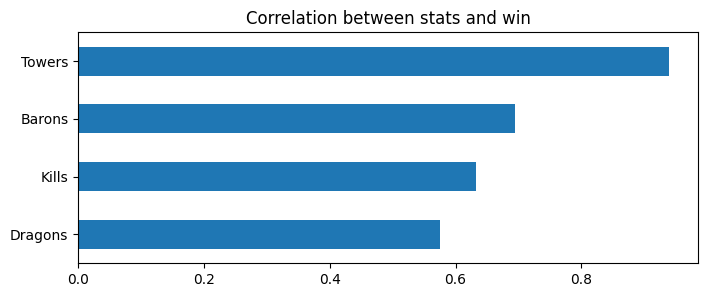 Correlation between stats and win
Towers
Barons
Kills
Dragons
0.0 0.2 0.4 0.6 0.8